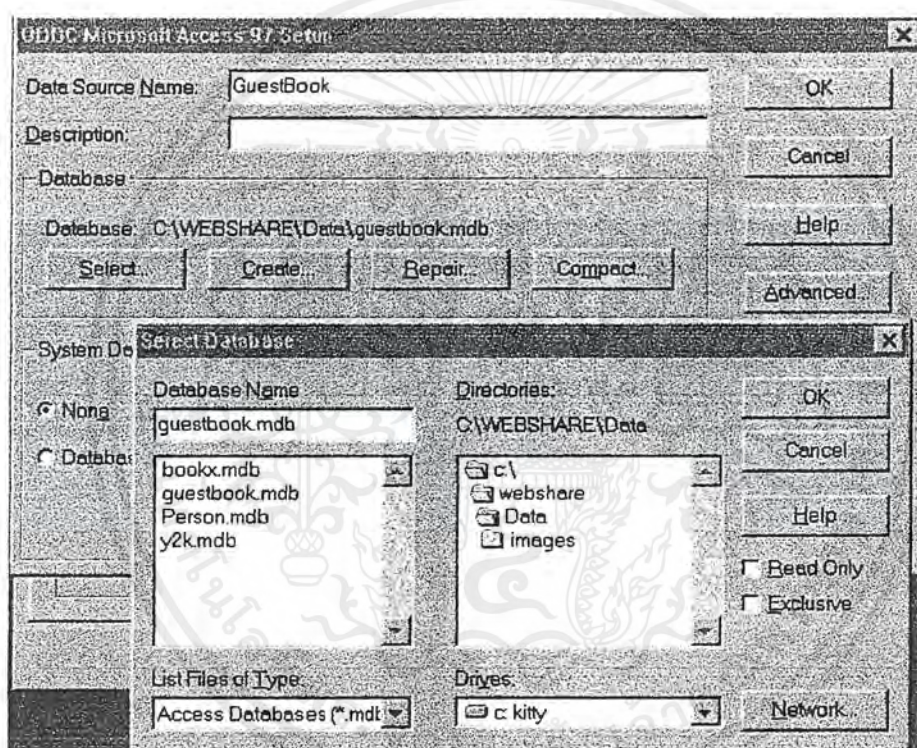 ODBC Microsoft Access 97 Setup
Data Source Name: GuestBook OK
Description:
Cancel
Database
Database: C:\WEBSHARE\Data\guestbook.mdb Help
Select... Create... Repair... Compact...
Advanced...
System Da
None
Databas
Select Database
Database Name
guestbook.mdb
bookx.mdb
guestbook.mdb
Person.mdb
y2k.mdb
List Files of Type:
Access Databases (*.mdb
Directories:
C:\WEBSHARE\Data
c:\
webshare
Data
images
Drives:
c: kitty
OK
Cancel
Help
Read Only
Exclusive
Network...